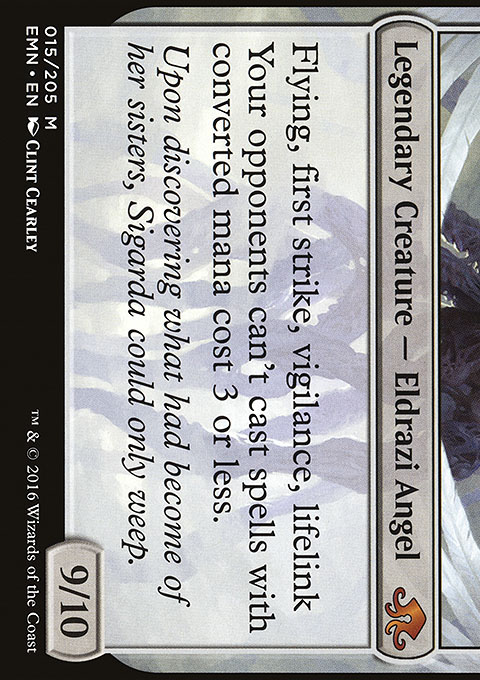 Legendary Creature — Eldrazi Angel
Flying, first strike, vigilance, lifelink
Your opponents can't cast spells with
converted mana cost 3 or less.
Upon discovering what had become of
her sisters, Sigarda could only weep.
9/10
015/205 M
EMN • EN CLINT CEARLEY
™ & © 2016 Wizards of the Coast